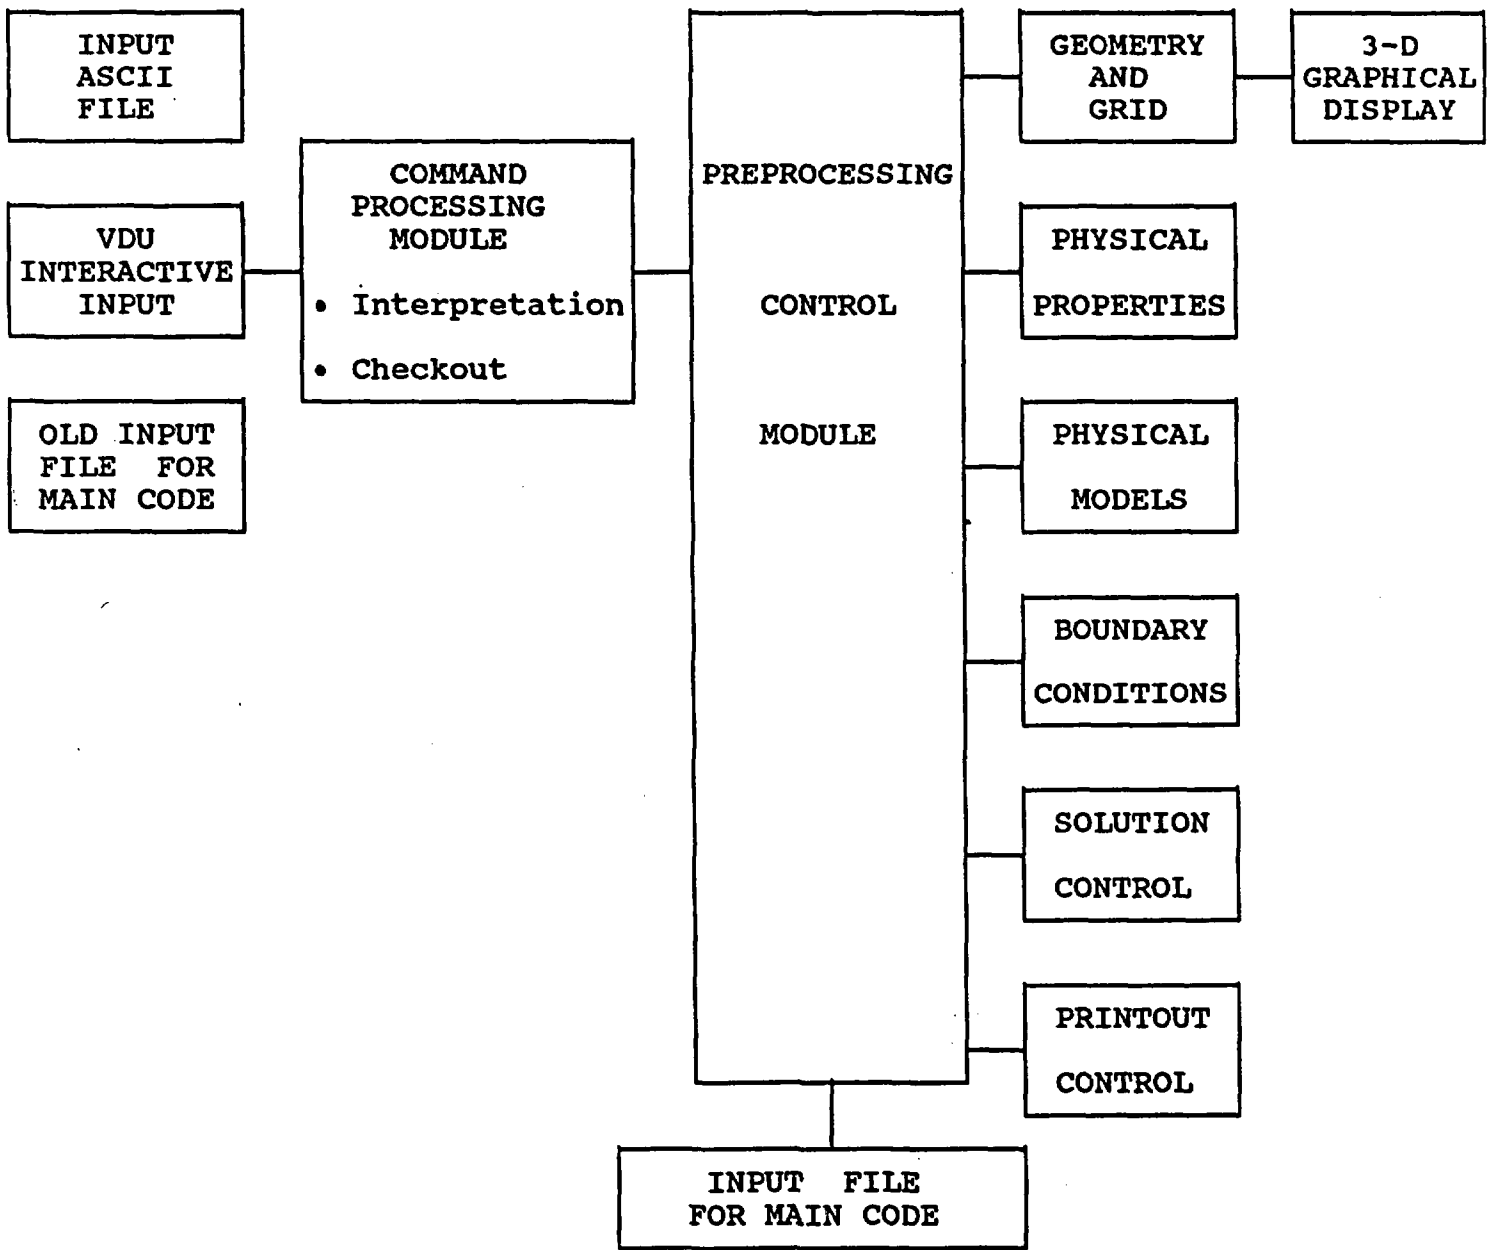 INPUT
ASCII
FILE
VDU
INTERACTIVE
INPUT
OLD INPUT
FILE FOR
MAIN CODE
COMMAND
PROCESSING
MODULE
• Interpretation
• Checkout
PREPROCESSING
CONTROL
MODULE
GEOMETRY
AND
GRID
3-D
GRAPHICAL
DISPLAY
PHYSICAL
PROPERTIES
PHYSICAL
MODELS
BOUNDARY
CONDITIONS
SOLUTION
CONTROL
PRINTOUT
CONTROL
INPUT FILE
FOR MAIN CODE